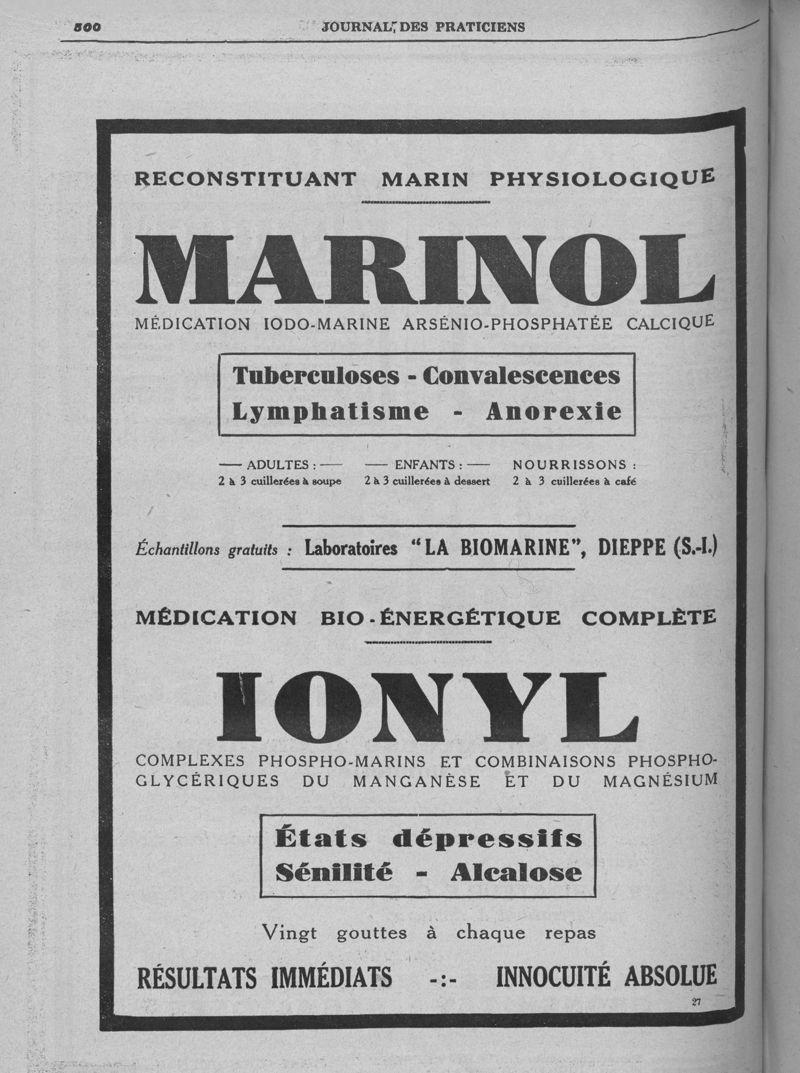 500
JOURNAL DES PRATICIENS
RECONSTITUANT MARIN PHYSIOLOGIQUE
MARINOL
MÉDICATION IODO-MARINE ARSÉNIO-PHOSPHATÉE CALCIQUE
Tuberculoses - Convalescences
Lymphatisme - Anorexie
— ADULTES : — — ENFANTS : — NOURRISSONS :
2 à 3 cuillerées à soupe 2 à 3 cuillerées à dessert 2 à 3 cuillerées à café
Échantillons gratuits : Laboratoires "LA BIOMARINE", DIEPPE (S.-I.)
MÉDICATION BIO-ÉNERGÉTIQUE COMPLÈTE
IONYL
COMPLEXES PHOSPHO-MARINS ET COMBINAISONS PHOSPHO-
GLYCÉRIQUES DU MANGANÈSE ET DU MAGNÉSIUM
États dépressifs
Sénilité - Alcalose
Vingt gouttes à chaque repas
RÉSULTATS IMMÉDIATS -:- INNOCUITÉ ABSOLUE
27